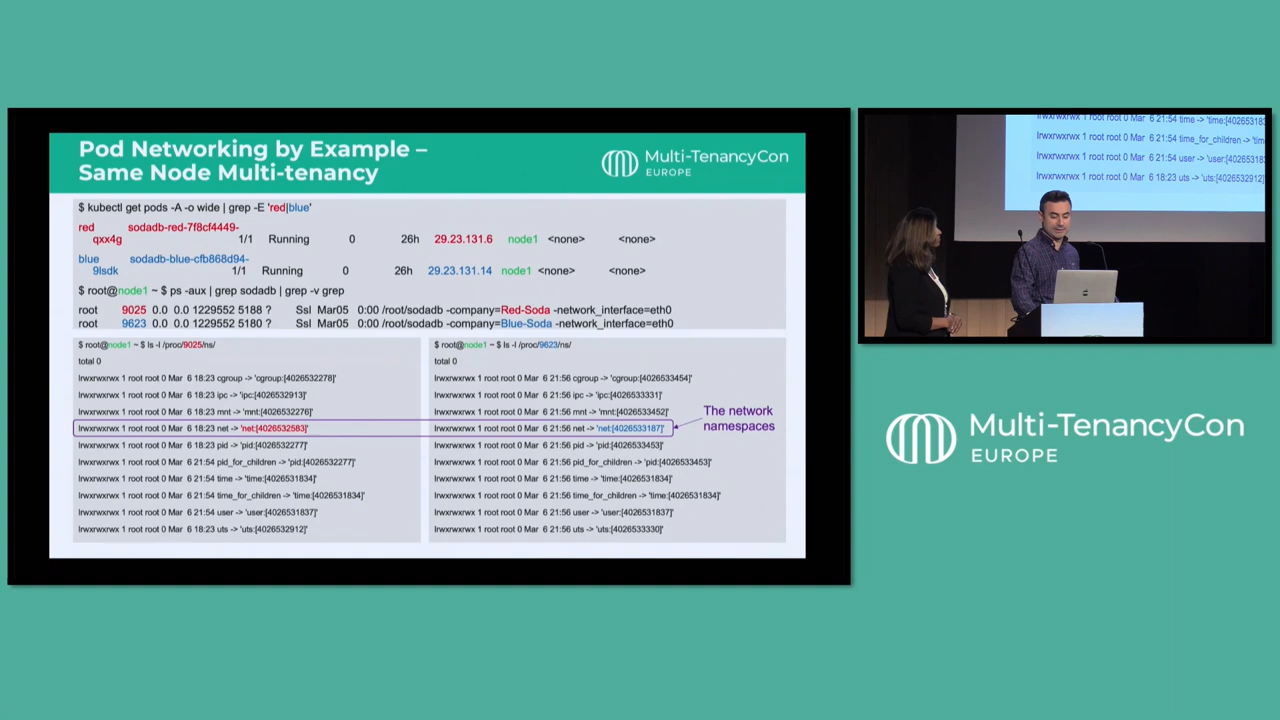 Pod Networking by Example –
Same Node Multi-tenancy
Multi-TenancyCon
EUROPE
$ kubectl get pods -A -o wide | grep -E 'red|blue'
red sodadb-red-7f8cf4449-
qxx4g 1/1 Running 0 26h 29.23.131.6 node1 <none> <none>
blue sodadb-blue-cfb868d94-
9lsdk 1/1 Running 0 26h 29.23.131.14 node1 <none> <none>
$ root@node1 ~ $ ps -aux | grep sodadb | grep -v grep
root 9025 0.0 0.0 1229552 5188 ? Ssl Mar05 0:00 /root/sodadb -company=Red-Soda -network_interface=eth0
root 9623 0.0 0.0 1229552 5180 ? Ssl Mar05 0:00 /root/sodadb -company=Blue-Soda -network_interface=eth0
$ root@node1 ~ $ ls -l /proc/9025/ns/
total 0
lrwxrwxrwx 1 root root 0 Mar 6 18:23 cgroup -> 'cgroup:[4026532278]'
lrwxrwxrwx 1 root root 0 Mar 6 18:23 ipc -> 'ipc:[4026532913]'
lrwxrwxrwx 1 root root 0 Mar 6 18:23 mnt -> 'mnt:[4026532276]'
lrwxrwxrwx 1 root root 0 Mar 6 18:23 net -> 'net:[4026532583]'
lrwxrwxrwx 1 root root 0 Mar 6 18:23 pid -> 'pid:[4026532277]'
lrwxrwxrwx 1 root root 0 Mar 6 21:54 pid_for_children -> 'pid:[4026532277]'
lrwxrwxrwx 1 root root 0 Mar 6 21:54 time -> 'time:[4026531834]'
lrwxrwxrwx 1 root root 0 Mar 6 21:54 time_for_children -> 'time:[4026531834]'
lrwxrwxrwx 1 root root 0 Mar 6 21:54 user -> 'user:[4026531837]'
lrwxrwxrwx 1 root root 0 Mar 6 18:23 uts -> 'uts:[4026532912]'
$ root@node1 ~ $ ls -l /proc/9623/ns/
total 0
lrwxrwxrwx 1 root root 0 Mar 6 21:56 cgroup -> 'cgroup:[4026533454]'
lrwxrwxrwx 1 root root 0 Mar 6 21:56 ipc -> 'ipc:[4026533331]'
lrwxrwxrwx 1 root root 0 Mar 6 21:56 mnt -> 'mnt:[4026533452]'
lrwxrwxrwx 1 root root 0 Mar 6 21:56 net -> 'net:[4026533187]'
lrwxrwxrwx 1 root root 0 Mar 6 21:56 pid -> 'pid:[4026533453]'
lrwxrwxrwx 1 root root 0 Mar 6 21:56 pid_for_children -> 'pid:[4026533453]'
lrwxrwxrwx 1 root root 0 Mar 6 21:56 time -> 'time:[4026531834]'
lrwxrwxrwx 1 root root 0 Mar 6 21:56 time_for_children -> 'time:[4026531834]'
lrwxrwxrwx 1 root root 0 Mar 6 21:56 user -> 'user:[4026531837]'
lrwxrwxrwx 1 root root 0 Mar 6 21:56 uts -> 'uts:[4026533330]'
The network
namespaces
lrwxrwxrwx 1 root root 0 Mar 6 21:54 time -> 'time:[402653183
lrwxrwxrwx 1 root root 0 Mar 6 21:54 time_for_children -> 'tim
lrwxrwxrwx 1 root root 0 Mar 6 21:54 user -> 'user:[402653183
lrwxrwxrwx 1 root root 0 Mar 6 18:23 uts -> 'uts:[4026532912]
Multi-TenancyCon
EUROPE